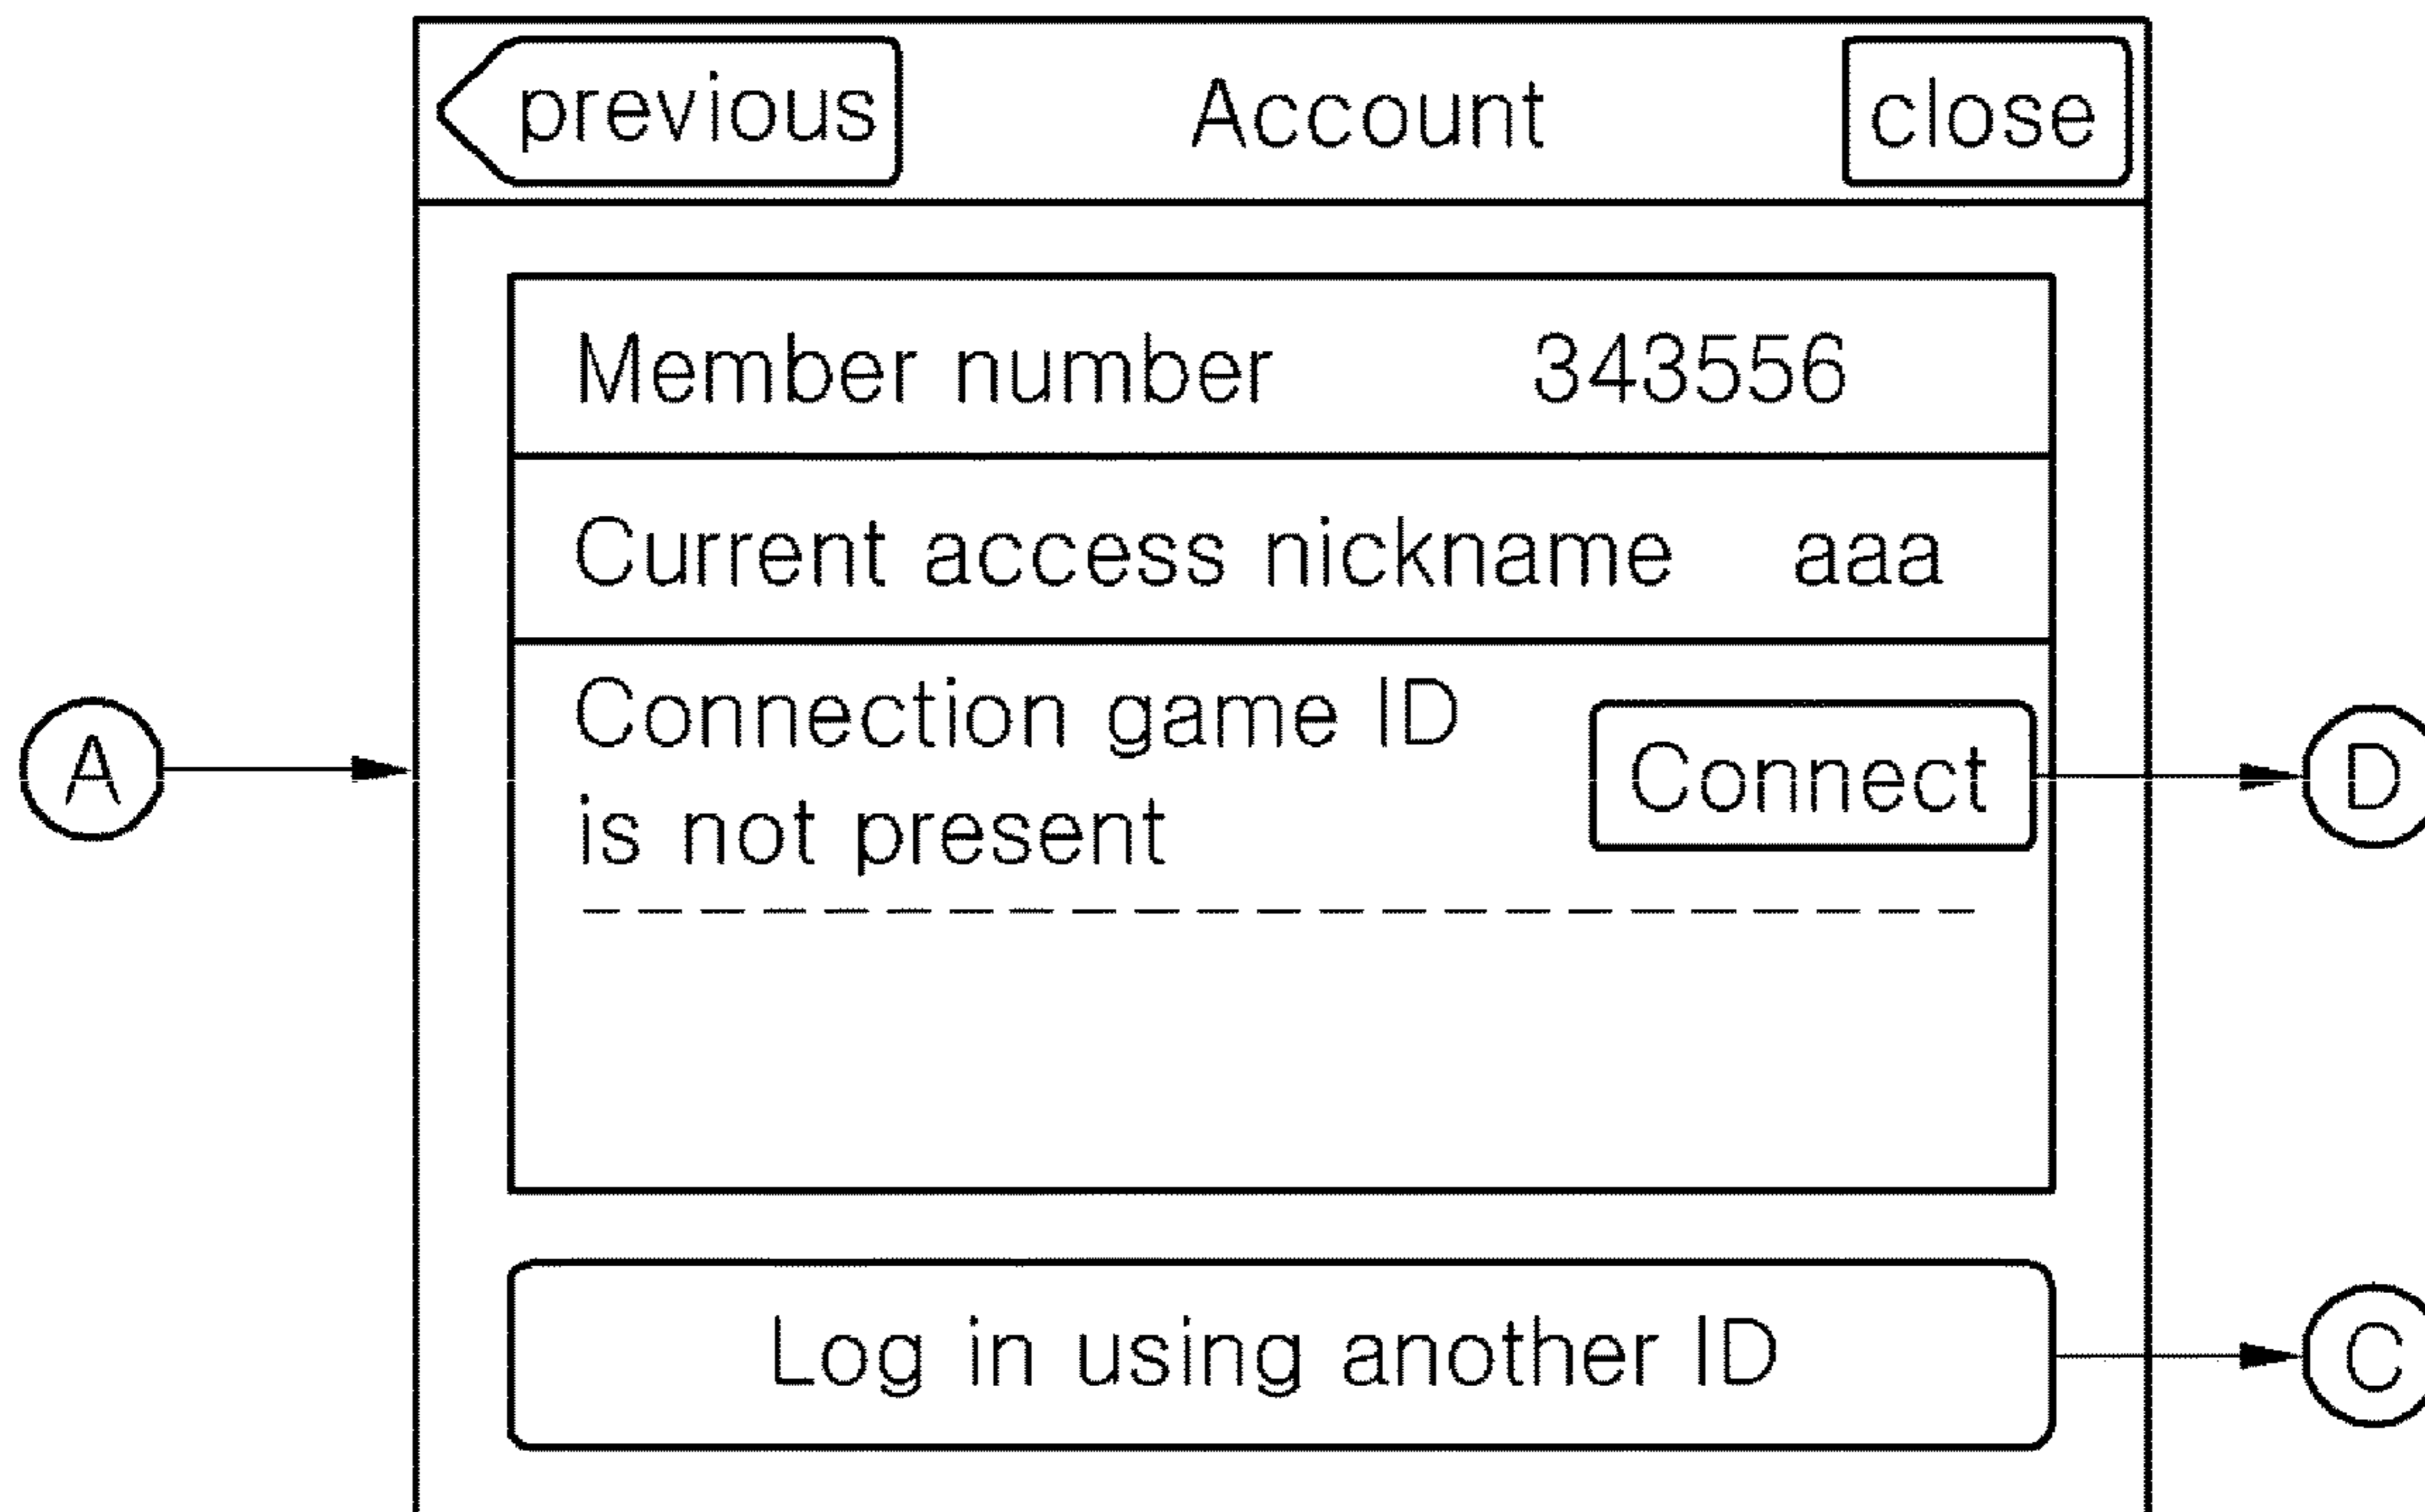 previous Account close
Member number 343556
Current access nickname aaa
Connection game ID
is not present
Connect
A
D
Log in using another ID
C